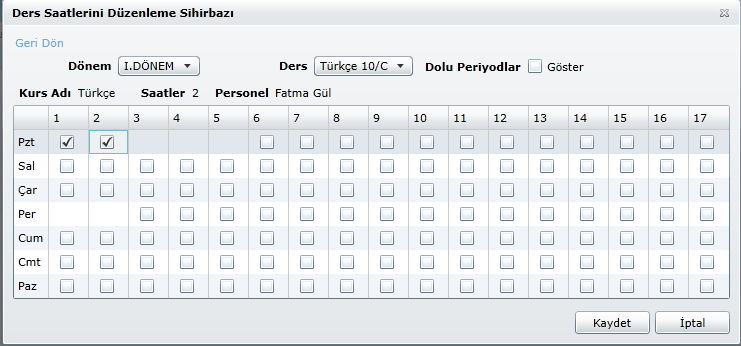 Ders Saatlerini Düzenleme Sihirbazı
Geri Dön
Dönem I.DÖNEM Ders Türkçe 10/C Dolu Periyodlar Göster
Kurs Adı Türkçe Saatler 2 Personel Fatma Gül
1 2 3 4 5 6 7 8 9 10 11 12 13 14 15 16 17
Pzt
Sal
Çar
Per
Cum
Cmt
Paz
Kaydet İptal